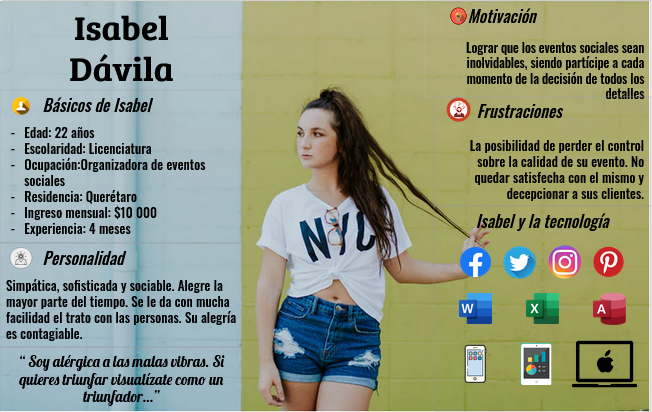 Isabel
Dávila
Básicos de Isabel
- Edad: 22 años
- Escolaridad: Licenciatura
- Ocupación:Organizadora de eventos
sociales
- Residencia: Querétaro
- Ingreso mensual: $10 000
- Experiencia: 4 meses
Personalidad
Simpática, sofisticada y sociable. Alegre la
mayor parte del tiempo. Se le da con mucha
facilidad el trato con las personas. Su alegría
es contagiable.
“ Soy alérgica a las malas vibras. Si
quieres triunfar visualízate como un
triunfador...”
NYC
Motivación
Lograr que los eventos sociales sean
inolvidables, siendo partícipe a cada
momento de la decisión de todos los
detalles
Frustraciones
La posibilidad de perder el control
sobre la calidad de su evento. No
quedar satisfecha con el mismo y
decepcionar a sus clientes.
Isabel y la tecnología
W X A